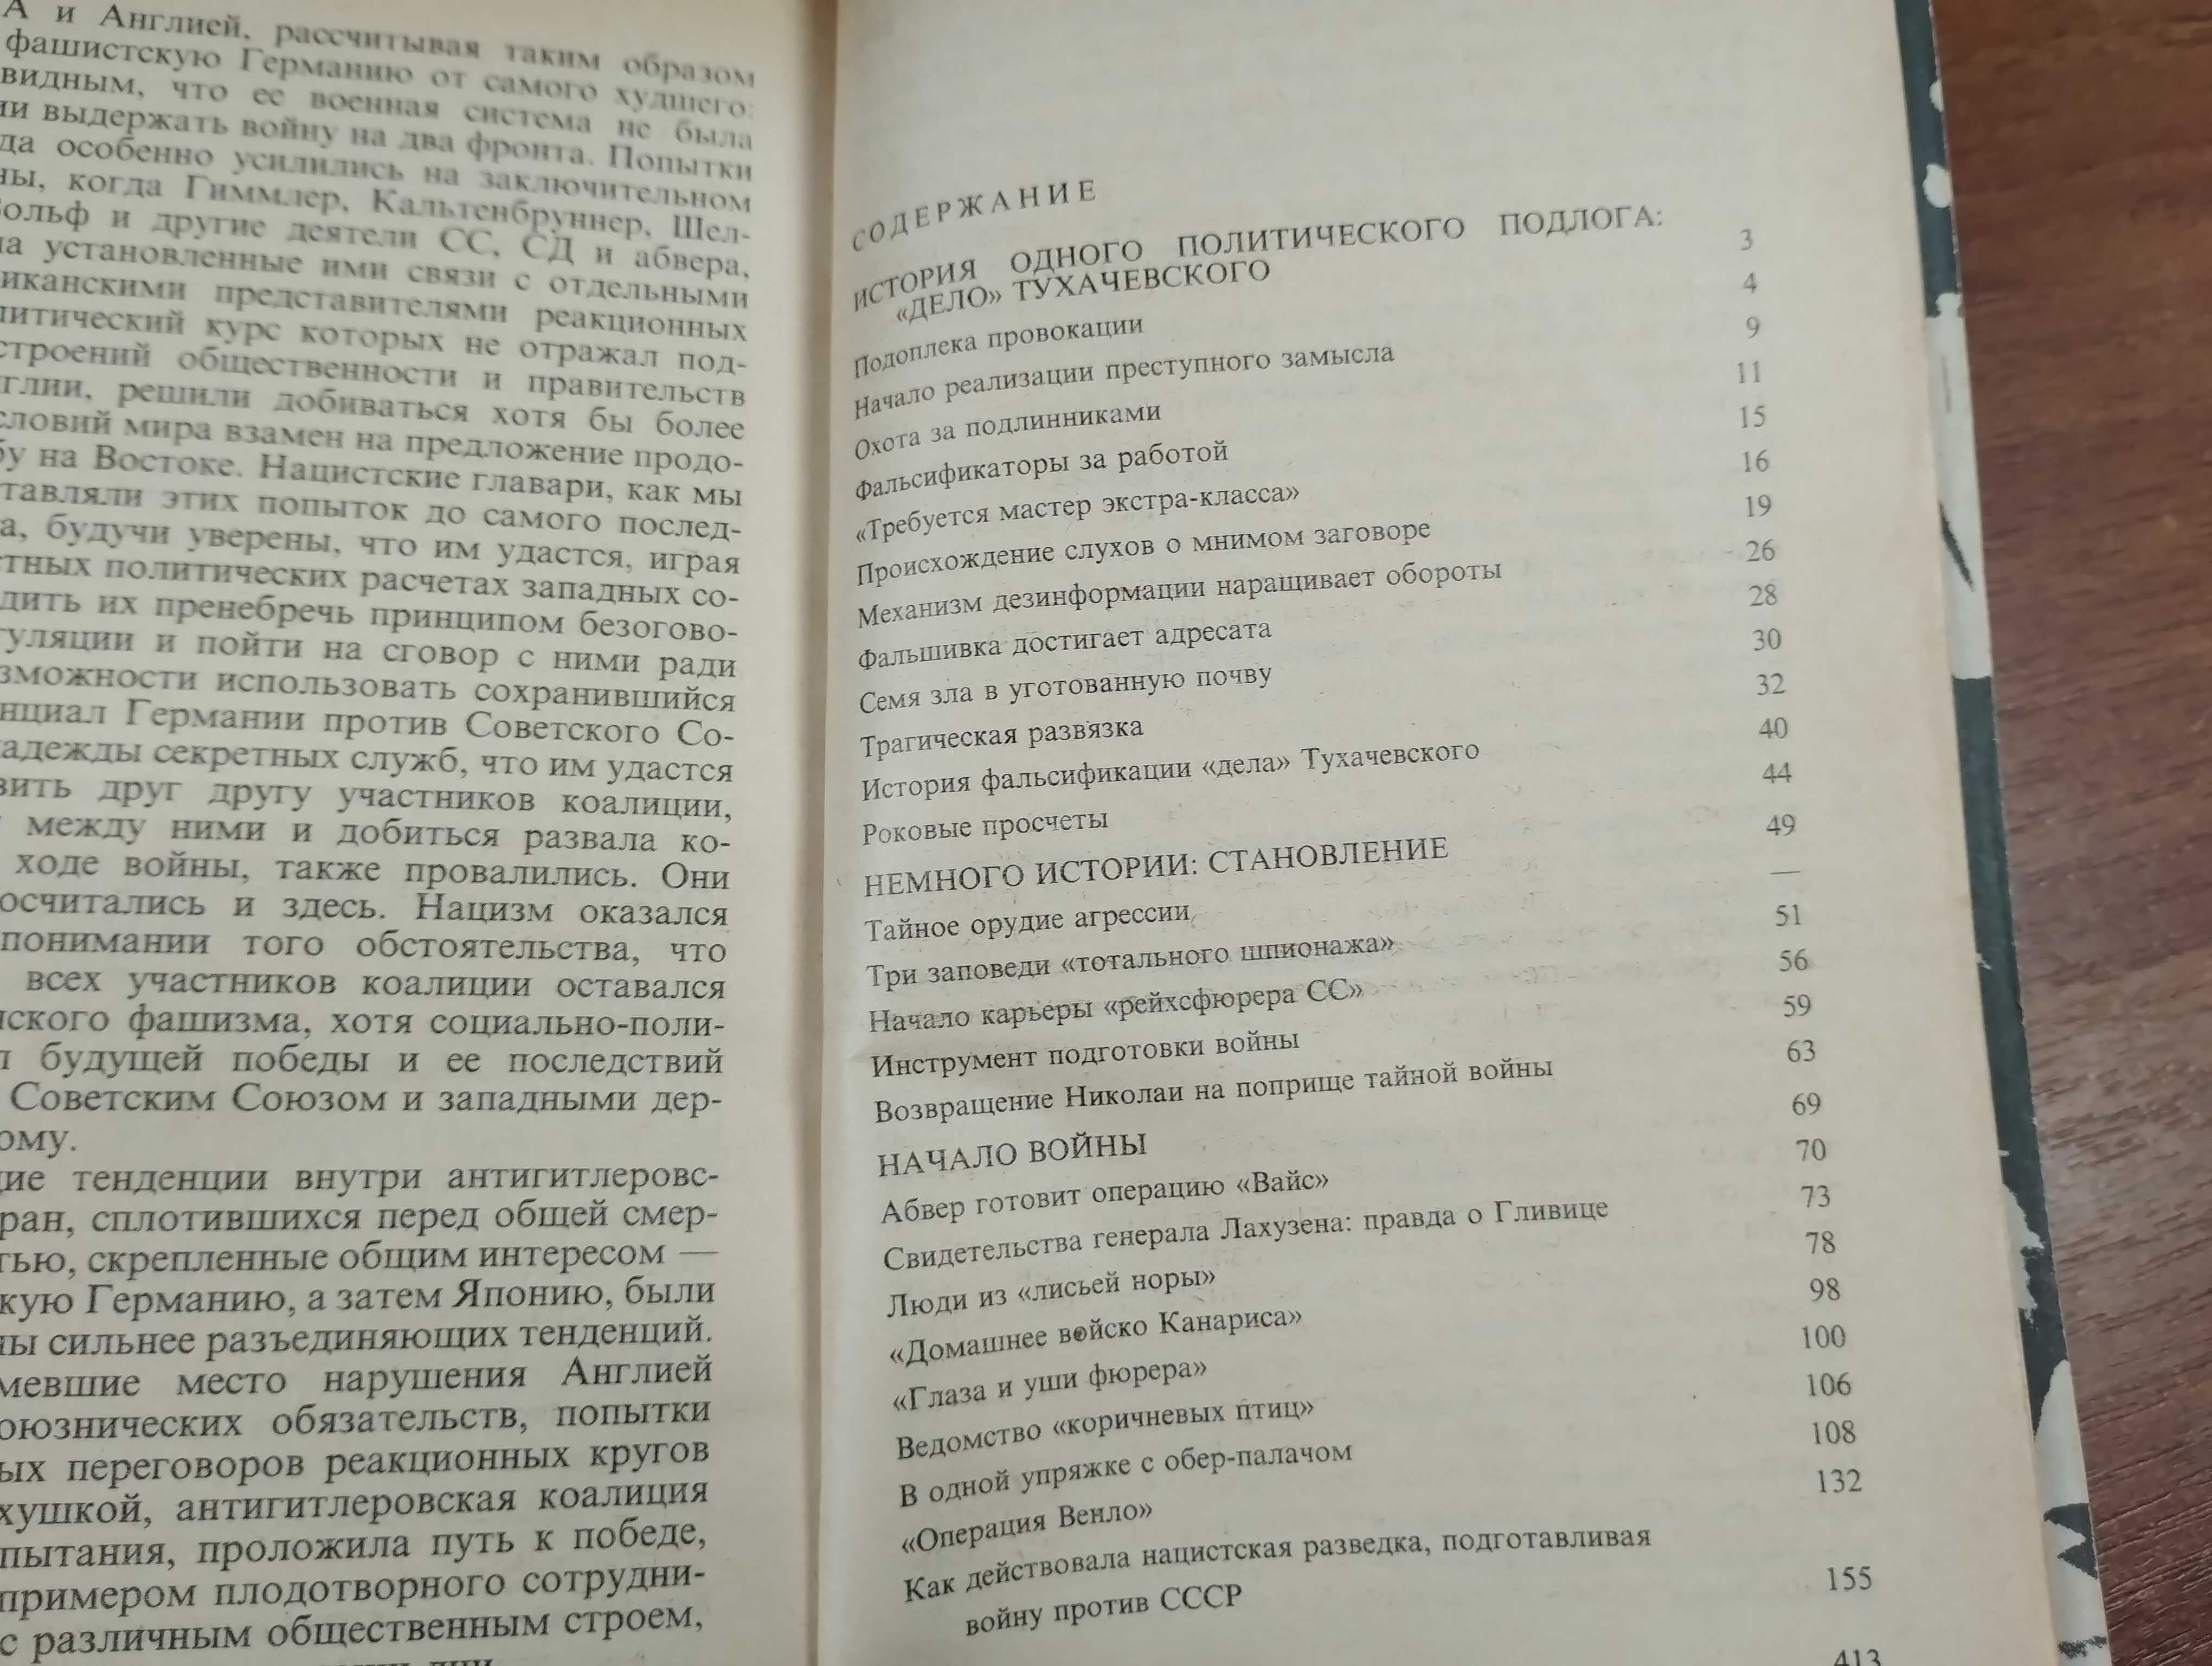 А и Англией, рассчитывая таким образом
фашистскую Германию от самого худшего:
видным, что ее военная система не была
ии выдержать войну на два фронта. Попытки
да особенно усилились на заключительном
ны, когда Гиммлер, Кальтенбруннер, Шел-
Вольф и другие деятели СС, СД и абвера,
на установленные ими связи с отдельными
иканскими представителями реакционных
литический курс которых не отражал под-
строений общественности и правительств
нглии, решили добиваться хотя бы более
словий мира взамен на предложение продо-
бу на Востоке. Нацистские главари, как мы
тавляли этих попыток до самого послед-
а, будучи уверены, что им удастся, играя
стных политических расчетах западных со-
дить их пренебречь принципом безогово-
туляции и пойти на сговор с ними ради
зможности использовать сохранившийся
нциал Германии против Советского Со-
надежды секретных служб, что им удастся
вить друг другу участников коалиции,
между ними и добиться развала ко-
ходе войны, также провалились. Они
осчитались и здесь. Нацизм оказался
понимании того обстоятельства, что
всех участников коалиции оставался
нского фашизма, хотя социально-поли-
л будущей победы и ее последствий
Советским Союзом и западными дер-
ому.
щие тенденции внутри антигитлеровс-
ран, сплотившихся перед общей смер-
тью, скрепленные общим интересом —
кую Германию, а затем Японию, были
ны сильнее разъединяющих тенденций.
мевшие место нарушения Англией
оюзнических обязательств, попытки
ых переговоров реакционных кругов
хушкой, антигитлеровская коалиция
пытания, проложила путь к победе,
примером плодотворного сотрудни-
с различным общественным строем,
СОДЕРЖАНИЕ
ИСТОРИЯ ОДНОГО ПОЛИТИЧЕСКОГО ПОДЛОГА:
«ДЕЛО» ТУХАЧЕВСКОГО 3
Подоплека провокации 4
Начало реализации преступного замысла 9
Охота за подлинниками 11
Фальсификаторы за работой 15
«Требуется мастер экстра-класса» 16
Происхождение слухов о мнимом заговоре 19
Механизм дезинформации наращивает обороты 26
Фальшивка достигает адресата 28
Семя зла в уготованную почву 30
Трагическая развязка 32
История фальсификации «дела» Тухачевского 40
Роковые просчеты 44
НЕМНОГО ИСТОРИИ: СТАНОВЛЕНИЕ 49
Тайное орудие агрессии —
Три заповеди «тотального шпионажа» 51
Начало карьеры «рейхсфюрера СС» 56
Инструмент подготовки войны 59
Возвращение Николаи на поприще тайной войны 63
НАЧАЛО ВОЙНЫ 69
Абвер готовит операцию «Вайс» 70
Свидетельства генерала Лахузена: правда о Гливице 73
Люди из «лисьей норы» 78
«Домашнее войско Канариса» 98
«Глаза и уши фюрера» 100
Ведомство «коричневых птиц» 106
В одной упряжке с обер-палачом 108
«Операция Венло» 132
Как действовала нацистская разведка, подготавливая
войну против СССР 155
413